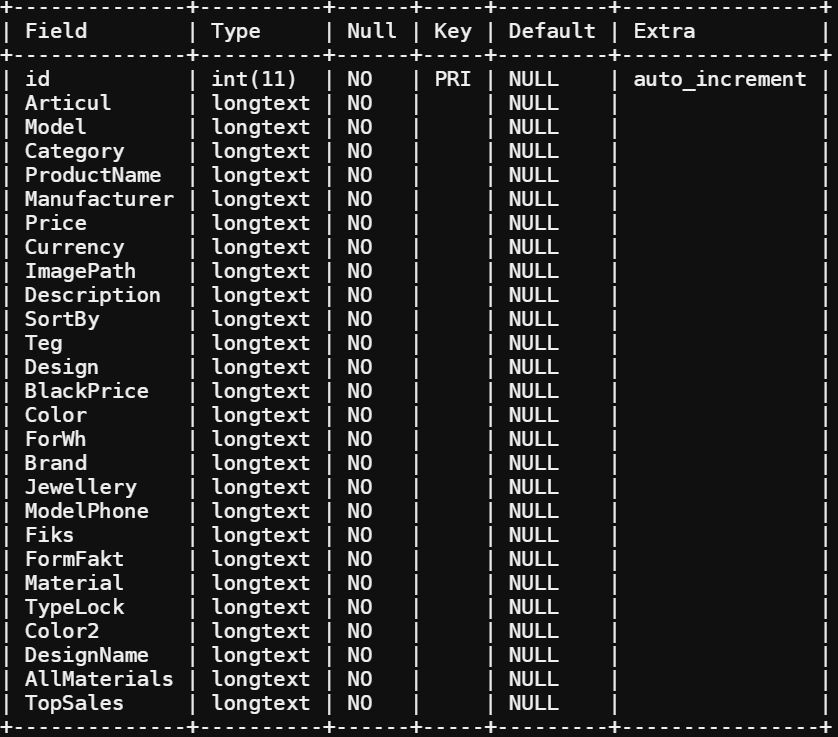 +--------------+----------+------+-----+---------+----------------+
| Field        | Type     | Null | Key | Default | Extra          |
+--------------+----------+------+-----+---------+----------------+
| id           | int(11)  | NO   | PRI | NULL    | auto_increment |
| Articul      | longtext | NO   |     | NULL    |                |
| Model        | longtext | NO   |     | NULL    |                |
| Category     | longtext | NO   |     | NULL    |                |
| ProductName  | longtext | NO   |     | NULL    |                |
| Manufacturer | longtext | NO   |     | NULL    |                |
| Price        | longtext | NO   |     | NULL    |                |
| Currency     | longtext | NO   |     | NULL    |                |
| ImagePath    | longtext | NO   |     | NULL    |                |
| Description  | longtext | NO   |     | NULL    |                |
| SortBy       | longtext | NO   |     | NULL    |                |
| Teg          | longtext | NO   |     | NULL    |                |
| Design       | longtext | NO   |     | NULL    |                |
| BlackPrice   | longtext | NO   |     | NULL    |                |
| Color        | longtext | NO   |     | NULL    |                |
| ForWh        | longtext | NO   |     | NULL    |                |
| Brand        | longtext | NO   |     | NULL    |                |
| Jewellery    | longtext | NO   |     | NULL    |                |
| ModelPhone   | longtext | NO   |     | NULL    |                |
| Fiks         | longtext | NO   |     | NULL    |                |
| FormFakt     | longtext | NO   |     | NULL    |                |
| Material     | longtext | NO   |     | NULL    |                |
| TypeLock     | longtext | NO   |     | NULL    |                |
| Color2       | longtext | NO   |     | NULL    |                |
| DesignName   | longtext | NO   |     | NULL    |                |
| AllMaterials | longtext | NO   |     | NULL    |                |
| TopSales     | longtext | NO   |     | NULL    |                |
+--------------+----------+------+-----+---------+----------------+